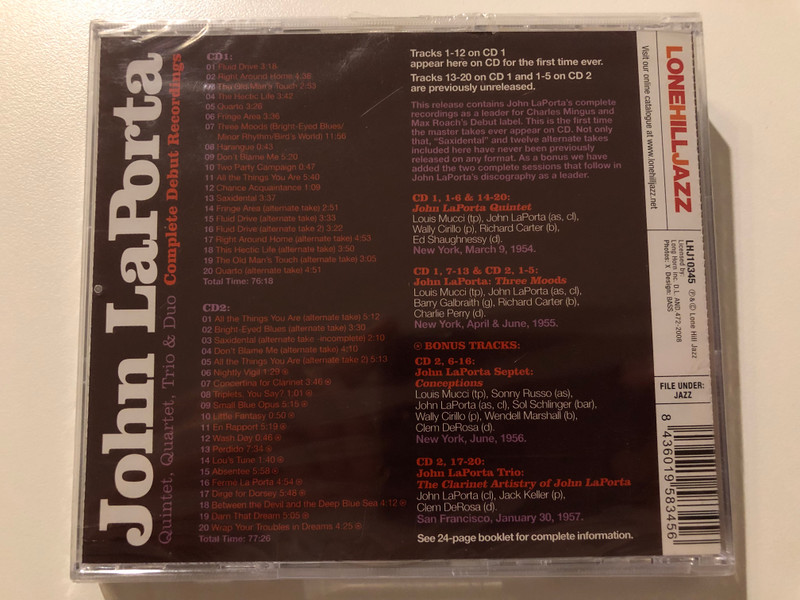 John LaPorta
Quintet, Quartet, Trio & Duo Complete Debut Recordings
CD1:
01 Fluid Drive 3:18
02 Right Around Home 4:38
03 The Old Man's Touch 2:53
04 The Hectic Life 3:42
05 Quarto 3:28
06 Fringe Area 3:36
07 Three Moods (Bright-Eyed Blues/
Minor Rhythm/Bird's World) 11:56
08 Harangue 0:43
09 Don't Blame Me 5:20
10 Two Party Campaign 0:47
11 All the Things You Are 5:40
12 Chance Acquaintance 1:09
13 Saxidental 3:37
14 Fringe Area (alternate take) 2:51
15 Fluid Drive (alternate take) 3:33
16 Fluid Drive (alternate take 2) 3:22
17 Right Around Home (alternate take) 4:53
18 This Hectic Life (alternate take) 3:50
19 The Old Man's Touch (alternate take) 3:05
20 Quarto (alternate take) 4:51
Total Time: 76:18
CD2:
01 All the Things You Are (alternate take) 5:12
02 Bright-Eyed Blues (alternate take) 3:30
03 Saxidental (alternate take -incomplete) 2:10
04 Don't Blame Me (alternate take) 4:10
05 All the Things You Are (alternate take 2) 5:13
06 Nightly Vigil 1:29
07 Concertina for Clarinet 3:46
08 Triplets, You Say? 1:01
09 Small Blue Opus 5:15
10 Little Fantasy 0:50
11 En Rapport 5:19
12 Wash Day 0:46
13 Perdido 7:34
14 Lou's Tune 1:40
15 Absentee 5:58
16 Fermé La Porta 4:54
17 Dirge for Dorsey 5:48
18 Between the Devil and the Deep Blue Sea 4:12
19 Darn That Dream 5:05
20 Wrap Your Troubles in Dreams 4:25
Total Time: 77:26
Tracks 1-12 on CD 1
appear here on CD for the first time ever.
Tracks 13-20 on CD 1 and 1-5 on CD 2
are previously unreleased.
This release contains John LaPorta's complete
recordings as a leader for Charles Mingus and
Max Roach's Debut label. This is the first time
the master takes ever appear on CD. Not only
that, "Saxidental" and twelve alternate takes
included here have never been previously
released on any format. As a bonus we have
added the two complete sessions that follow in
John LaPorta's discography as a leader.
CD 1, 1-6 & 14-20:
John LaPorta Quintet
Louis Mucci (tp), John LaPorta (as, cl),
Wally Cirillo (p), Richard Carter (b),
Ed Shaughnessy (d).
New York, March 9, 1954.
CD 1, 7-13 & CD 2, 1-5:
John LaPorta: Three Moods
Louis Mucci (tp), John LaPorta (as, cl),
Barry Galbraith (g), Richard Carter (b),
Charlie Perry (d).
New York, April & June, 1955.
BONUS TRACKS:
CD 2, 6-16:
John LaPorta Septet:
Conceptions
Louis Mucci (tp), Sonny Russo (as),
John LaPorta (as, cl), Sol Schlinger (bar),
Wally Cirillo (p), Wendell Marshall (b),
Clem DeRosa (d).
New York, June, 1956.
CD 2, 17-20:
John LaPorta Trio:
The Clarinet Artistry of John LaPorta
John LaPorta (cl), Jack Keller (p),
Clem DeRosa (d).
San Francisco, January 30, 1957.
See 24-page booklet for complete information.
LONEHILLJAZZ
Visit our online catalogue at www.lonehilljazz.net
LHJ10345 ℗ & © Lone Hill Jazz
Licensed by:
Long Horn Inc. D.L. AND 472-2008
Photos: X. Design: BASS
FILE UNDER:
JAZZ
8 436019 583456